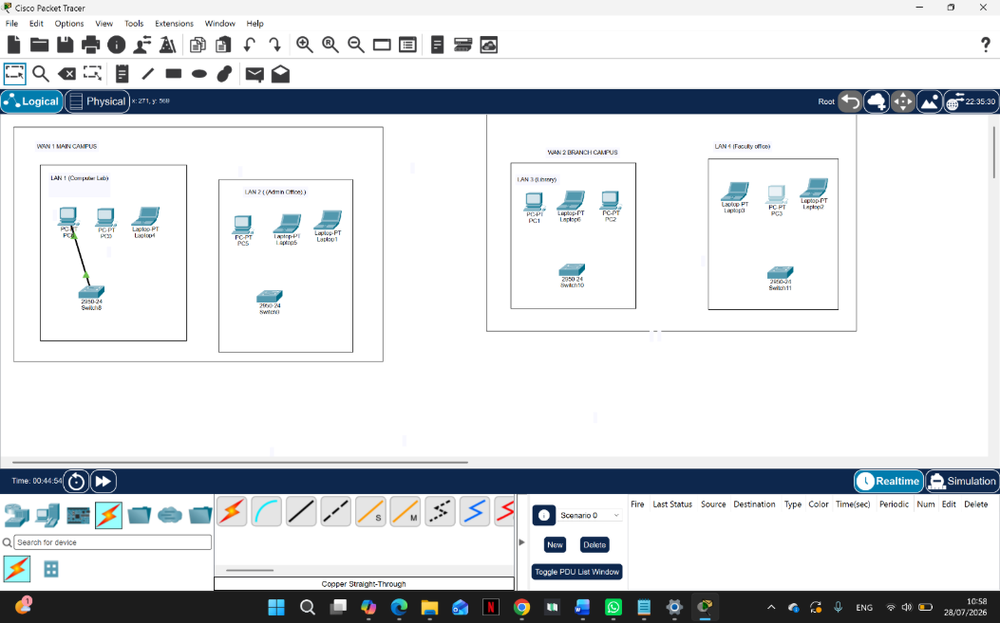 Cisco Packet Tracer
File Edit Options View Tools Extensions Window Help
Logical Physical x: 271, y: 569 Root 22:35:30
WAN 1 MAIN CAMPUS
LAN 1 (Computer Lab)
PC-PT
PC-PT
PC0
Laptop-PT
Laptop4
2950-24
Switch8
LAN 2 ( (Admin Office).)
PC-PT
PC5
Laptop-PT
Laptop5
Laptop-PT
Laptop1
2950-24
Switch9
WAN 2 BRANCH CAMPUS
LAN 3 (Library)
PC-PT
PC1
Laptop-PT
Laptop6
PC-PT
PC2
2950-24
Switch10
LAN 4 (Faculty office)
Laptop-PT
Laptop3
PC-PT
PC3
Laptop-PT
Laptop2
2950-24
Switch11
Time: 00:44:54 Realtime Simulation
Search for device
S M
Copper Straight-Through
Scenario 0
New Delete
Toggle PDU List Window
Fire Last Status Source Destination Type Color Time(sec) Periodic Num Edit Delete
1
ENG
10:58
28/07/2026